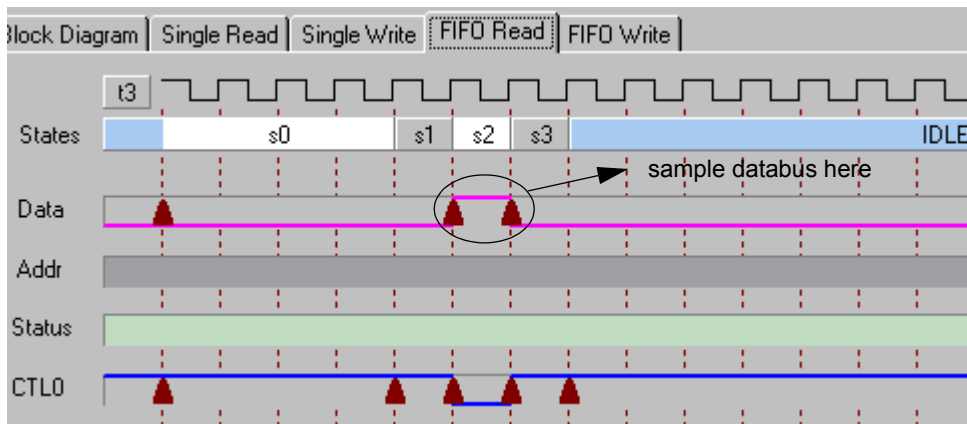 Block Diagram Single Read Single Write FIFO Read FIFO Write
t3
States s0 s1 s2 s3 IDLE
sample databus here
Data
Addr
Status
CTL0